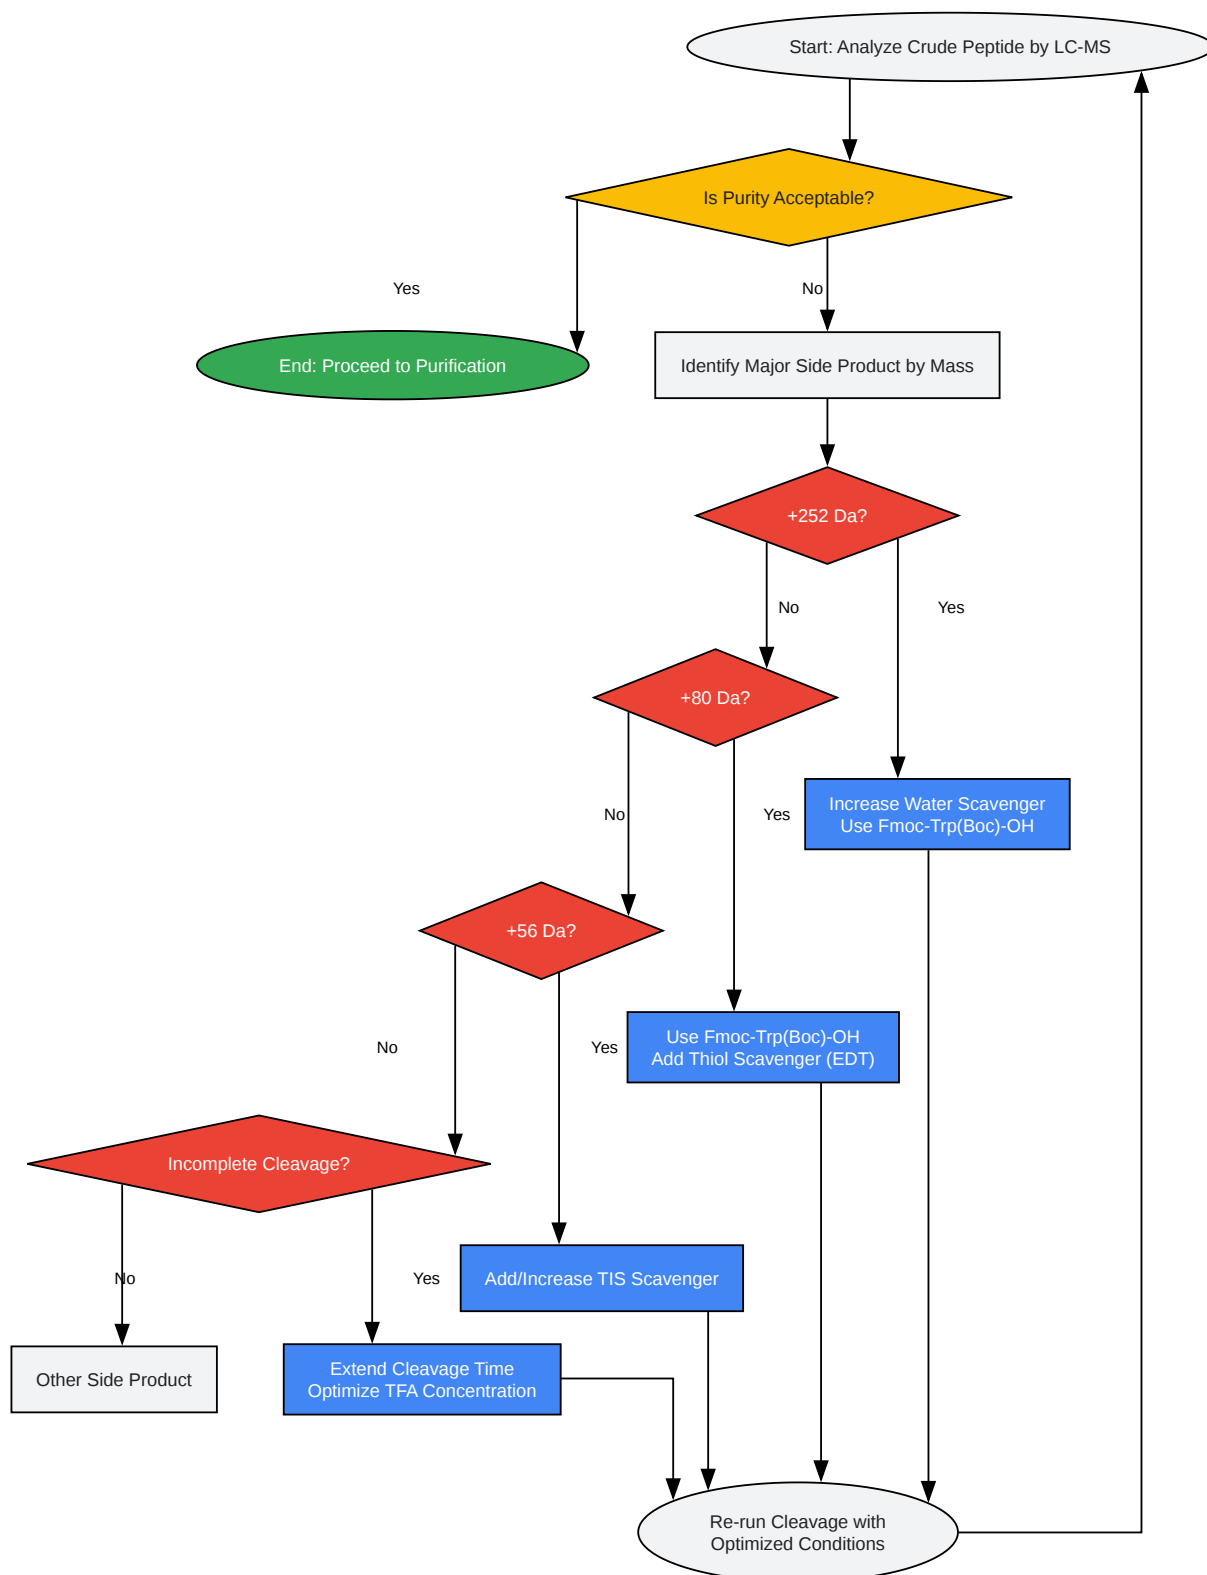 Start: Analyze Crude Peptide by LC-MS
Is Purity Acceptable?
Yes
No
End: Proceed to Purification
Identify Major Side Product by Mass
+252 Da?
No
Yes
+80 Da?
No
Yes
Increase Water Scavenger
Use Fmoc-Trp(Boc)-OH
+56 Da?
No
Yes
Use Fmoc-Trp(Boc)-OH
Add Thiol Scavenger (EDT)
Incomplete Cleavage?
No
Yes
Add/Increase TIS Scavenger
Other Side Product
Extend Cleavage Time
Optimize TFA Concentration
Re-run Cleavage with
Optimized Conditions